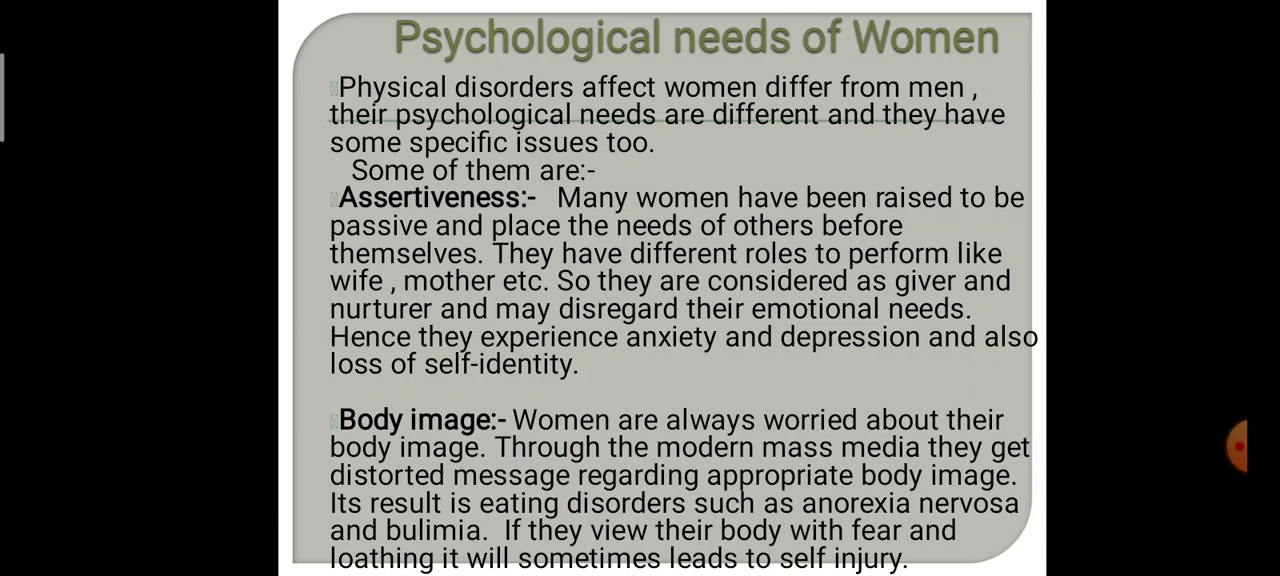 Psychological needs of Women
Physical disorders affect women differ from men ,
their psychological needs are different and they have
some specific issues too.
Some of them are:-
Assertiveness:- Many women have been raised to be
passive and place the needs of others before
themselves. They have different roles to perform like
wife , mother etc. So they are considered as giver and
nurturer and may disregard their emotional needs.
Hence they experience anxiety and depression and also
loss of self-identity.
Body image:- Women are always worried about their
body image. Through the modern mass media they get
distorted message regarding appropriate body image.
Its result is eating disorders such as anorexia nervosa
and bulimia. If they view their body with fear and
loathing it will sometimes leads to self injury.